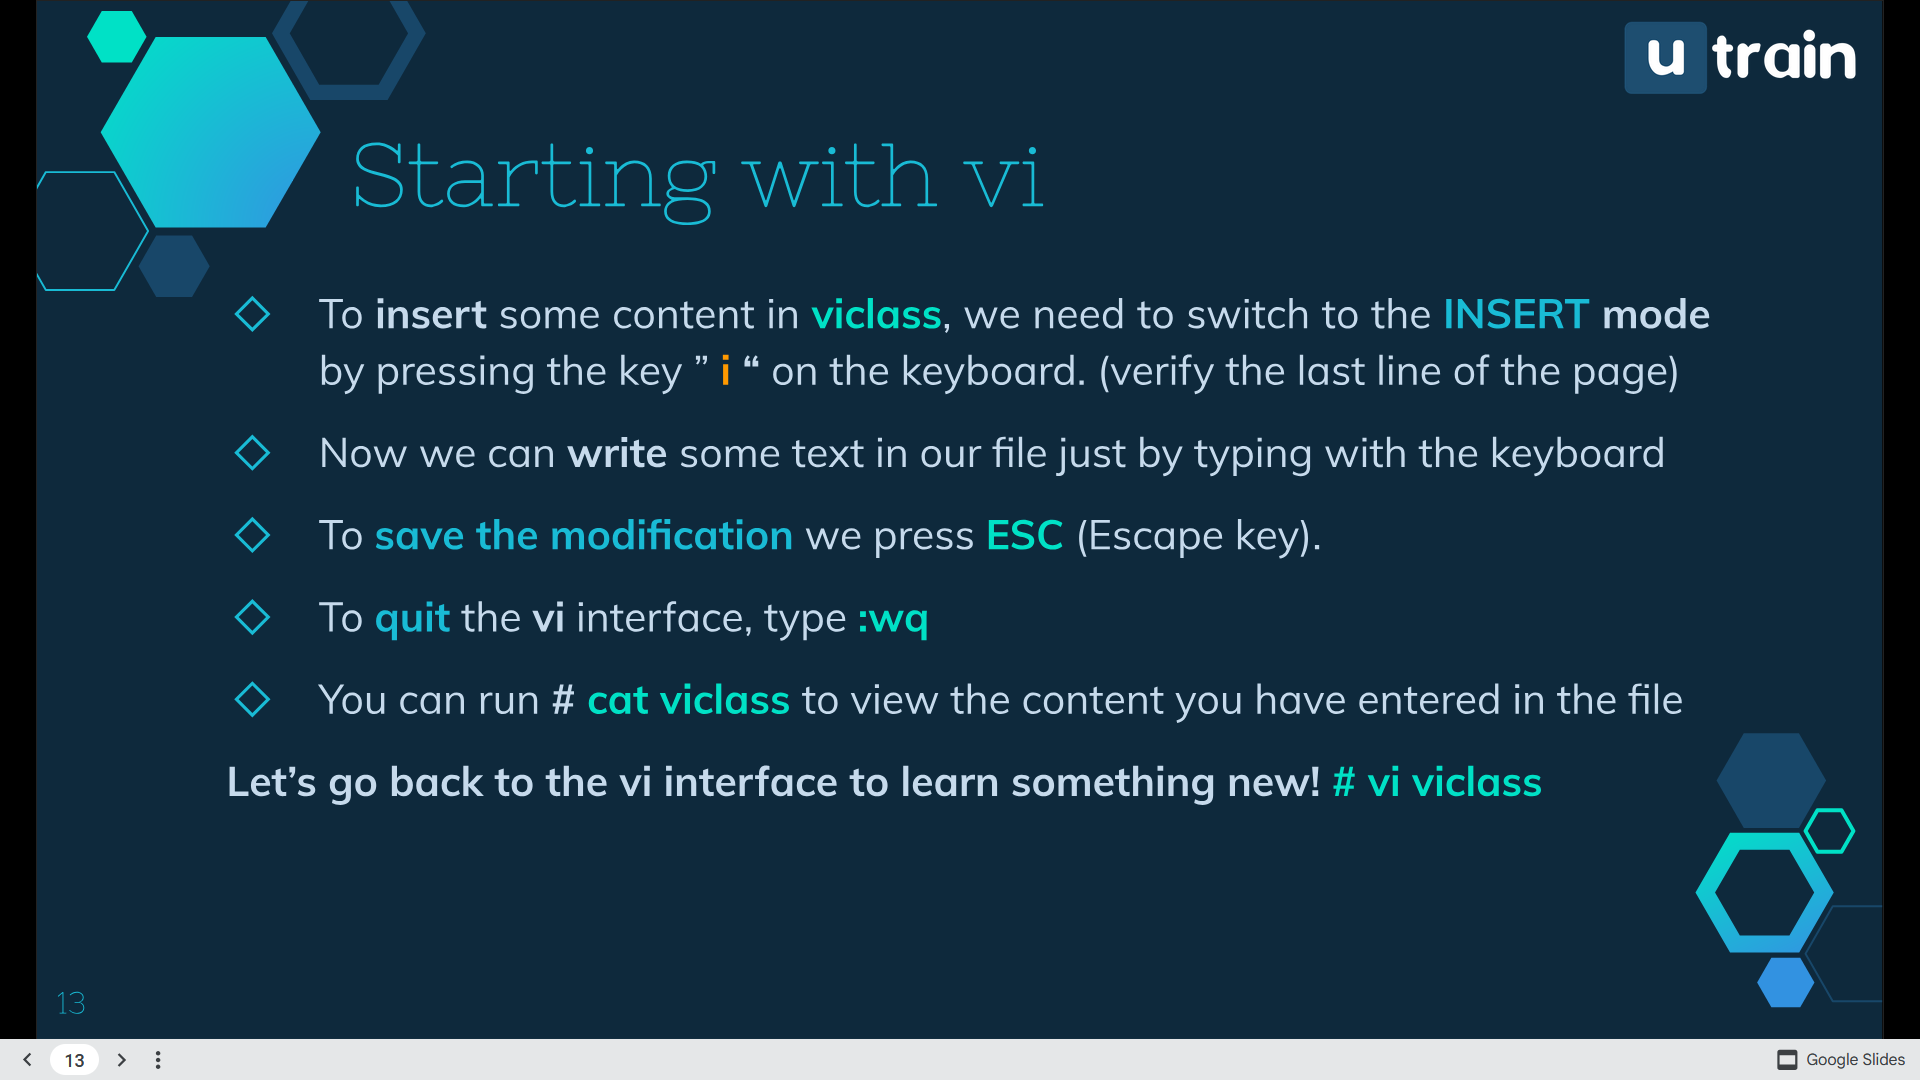 u train
Starting with vi
To insert some content in viclass, we need to switch to the INSERT mode
by pressing the key ” i “ on the keyboard. (verify the last line of the page)
Now we can write some text in our file just by typing with the keyboard
To save the modification we press ESC (Escape key).
To quit the vi interface, type :wq
You can run # cat viclass to view the content you have entered in the file
Let’s go back to the vi interface to learn something new! # vi viclass
13
13
Google Slides